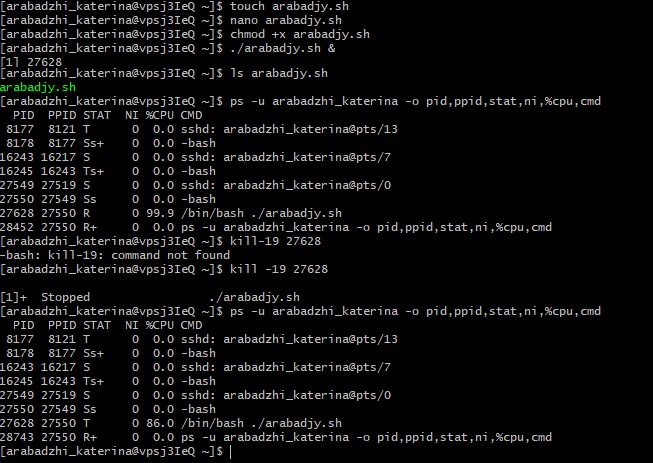 [arabadzhi_katerina@vpsj3IeQ ~]$ touch arabadjy.sh
[arabadzhi_katerina@vpsj3IeQ ~]$ nano arabadjy.sh
[arabadzhi_katerina@vpsj3IeQ ~]$ chmod +x arabadjy.sh
[arabadzhi_katerina@vpsj3IeQ ~]$ ./arabadjy.sh &
[1] 27628
[arabadzhi_katerina@vpsj3IeQ ~]$ ls arabadjy.sh
arabadjy.sh
[arabadzhi_katerina@vpsj3IeQ ~]$ ps -u arabadzhi_katerina -o pid,ppid,stat,ni,%cpu,cmd
  PID  PPID STAT  NI %CPU CMD
 8177  8121 T      0  0.0 sshd: arabadzhi_katerina@pts/13
 8178  8177 Ss+    0  0.0 -bash
16243 16217 S      0  0.0 sshd: arabadzhi_katerina@pts/7
16245 16243 Ts+    0  0.0 -bash
27549 27519 S      0  0.0 sshd: arabadzhi_katerina@pts/0
27550 27549 Ss     0  0.0 -bash
27628 27550 R      0 99.9 /bin/bash ./arabadjy.sh
28452 27550 R+     0  0.0 ps -u arabadzhi_katerina -o pid,ppid,stat,ni,%cpu,cmd
[arabadzhi_katerina@vpsj3IeQ ~]$ kill-19 27628
-bash: kill-19: command not found
[arabadzhi_katerina@vpsj3IeQ ~]$ kill -19 27628
[1]+  Stopped                 ./arabadjy.sh
[arabadzhi_katerina@vpsj3IeQ ~]$ ps -u arabadzhi_katerina -o pid,ppid,stat,ni,%cpu,cmd
  PID  PPID STAT  NI %CPU CMD
 8177  8121 T      0  0.0 sshd: arabadzhi_katerina@pts/13
 8178  8177 Ss+    0  0.0 -bash
16243 16217 S      0  0.0 sshd: arabadzhi_katerina@pts/7
16245 16243 Ts+    0  0.0 -bash
27549 27519 S      0  0.0 sshd: arabadzhi_katerina@pts/0
27550 27549 Ss     0  0.0 -bash
27628 27550 T      0 86.0 /bin/bash ./arabadjy.sh
28743 27550 R+     0  0.0 ps -u arabadzhi_katerina -o pid,ppid,stat,ni,%cpu,cmd
[arabadzhi_katerina@vpsj3IeQ ~]$